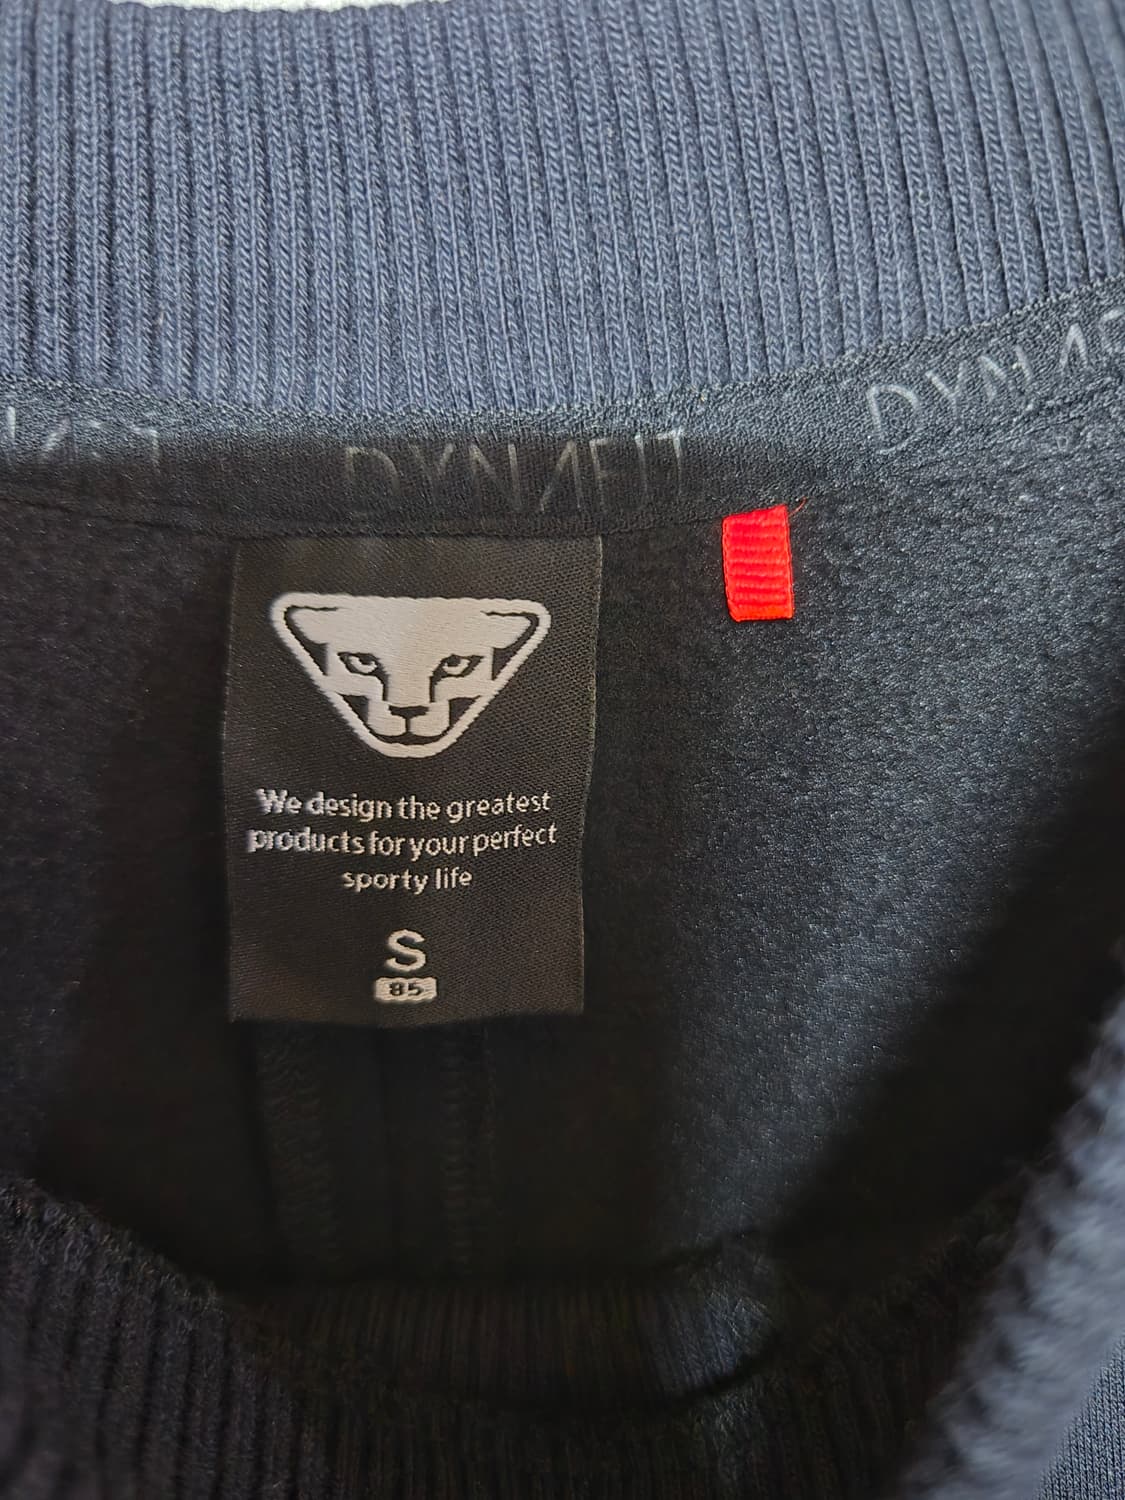 DYNAFIT
DYNAF
We design the greatest
products for your perfect
sporty life
S
85